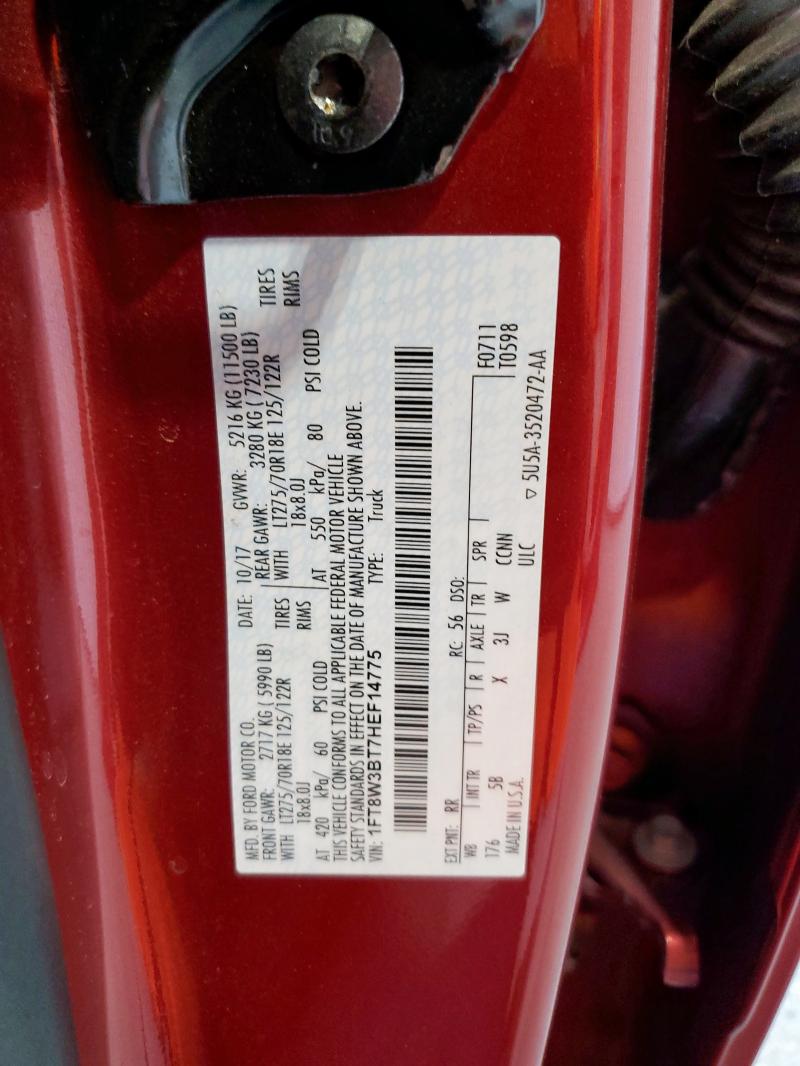 10.9
MFD. BY FORD MOTOR CO. DATE: 10/17 GVWR: 5216 KG (11500 LB)
FRONT GAWR: 2717 KG ( 5990 LB) REAR GAWR: 3280 KG ( 7230 LB)
WITH LT275/70R18E 125/122R TIRES WITH LT275/70R18E 125/122R TIRES
18x8.0J RIMS 18x8.0J RIMS
AT 420 kPa/ 60 PSI COLD AT 550 kPa/ 80 PSI COLD
THIS VEHICLE CONFORMS TO ALL APPLICABLE FEDERAL MOTOR VEHICLE
SAFETY STANDARDS IN EFFECT ON THE DATE OF MANUFACTURE SHOWN ABOVE.
VIN: 1FT8W3BT7HEF14775 TYPE: Truck
EXT PNT: RR RC: 56 DSO: F0711
WB INT TR TP/PS R AXLE TR SPR T0598
176 5B X 3J W CCNN
MADE IN U.S.A. ULC ▽ 5U5A-3520472-AA